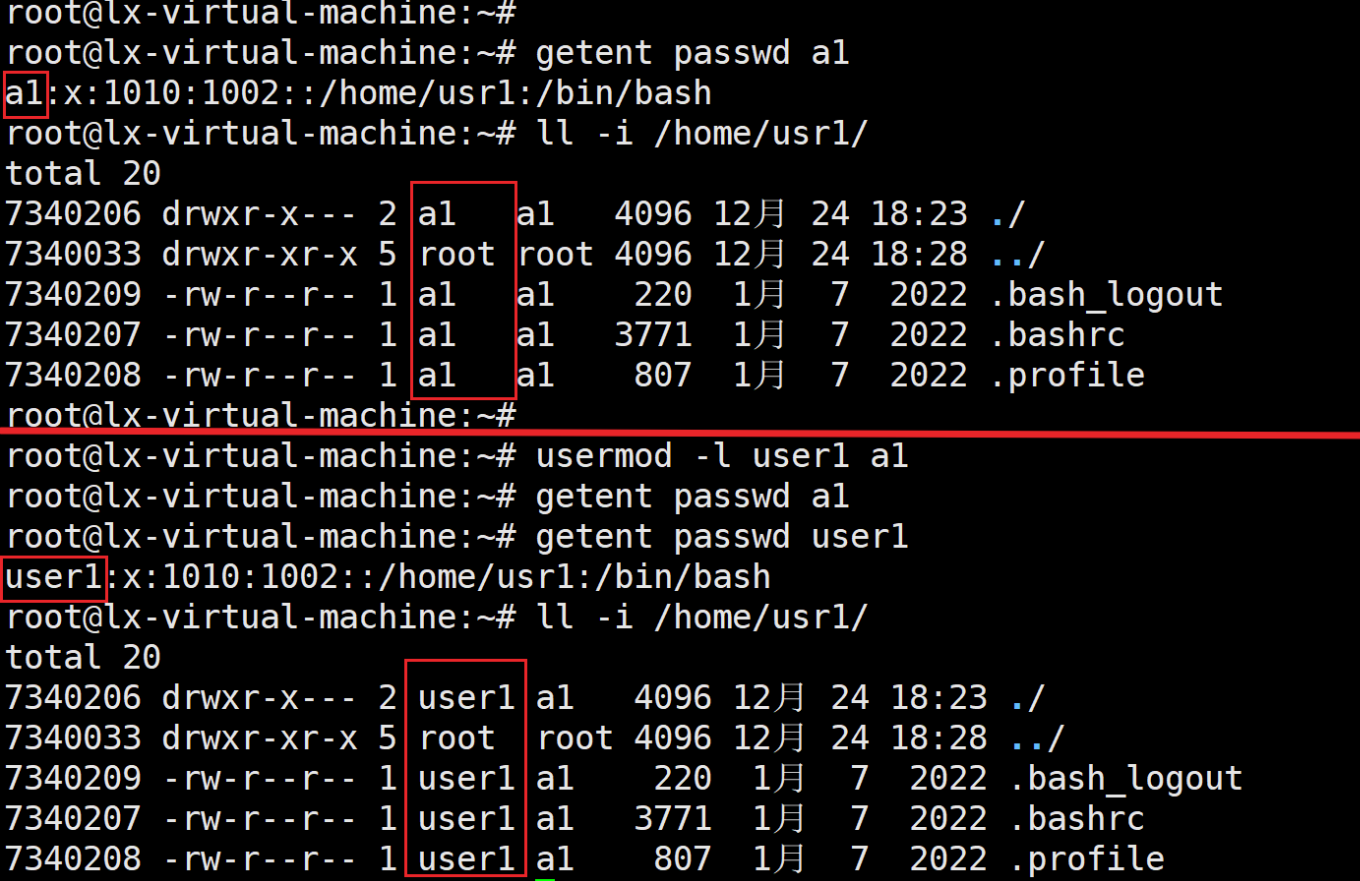 root@lx-virtual-machine:~#
root@lx-virtual-machine:~# getent passwd a1
a1:x:1010:1002::/home/usr1:/bin/bash
root@lx-virtual-machine:~# ll -i /home/usr1/
total 20
7340206 drwxr-x--- 2 a1   a1   4096 12月 24 18:23 ./
7340033 drwxr-xr-x 5 root root 4096 12月 24 18:28 ../
7340209 -rw-r--r-- 1 a1   a1    220  1月  7  2022 .bash_logout
7340207 -rw-r--r-- 1 a1   a1   3771  1月  7  2022 .bashrc
7340208 -rw-r--r-- 1 a1   a1    807  1月  7  2022 .profile
root@lx-virtual-machine:~#
root@lx-virtual-machine:~# usermod -l user1 a1
root@lx-virtual-machine:~# getent passwd a1
root@lx-virtual-machine:~# getent passwd user1
user1:x:1010:1002::/home/usr1:/bin/bash
root@lx-virtual-machine:~# ll -i /home/usr1/
total 20
7340206 drwxr-x--- 2 user1 a1   4096 12月 24 18:23 ./
7340033 drwxr-xr-x 5 root  root 4096 12月 24 18:28 ../
7340209 -rw-r--r-- 1 user1 a1    220  1月  7  2022 .bash_logout
7340207 -rw-r--r-- 1 user1 a1   3771  1月  7  2022 .bashrc
7340208 -rw-r--r-- 1 user1 a1    807  1月  7  2022 .profile